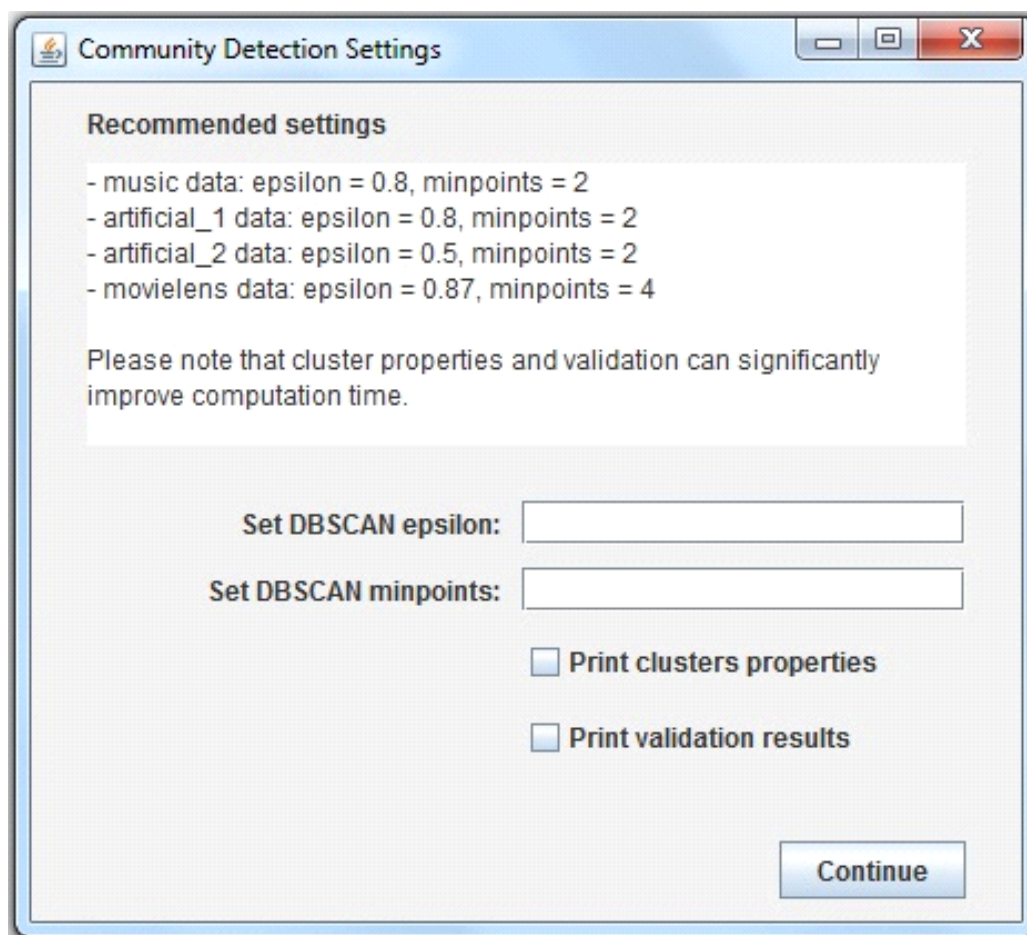 Community Detection Settings
Recommended settings
- music data: epsilon = 0.8, minpoints = 2
- artificial_1 data: epsilon = 0.8, minpoints = 2
- artificial_2 data: epsilon = 0.5, minpoints = 2
- movielens data: epsilon = 0.87, minpoints = 4
Please note that cluster properties and validation can significantly
improve computation time.
Set DBSCAN epsilon:
Set DBSCAN minpoints:
Print clusters properties
Print validation results
Continue